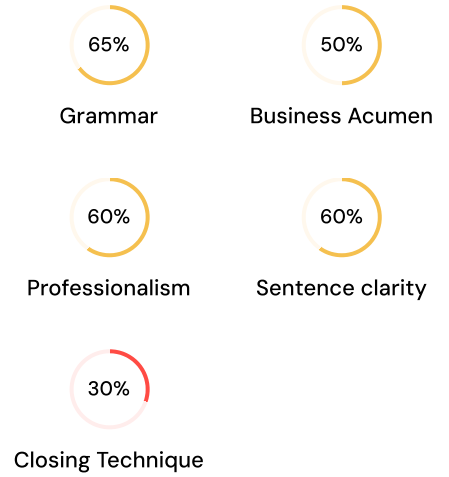 65%
50%
Grammar
Business Acumen
60%
60%
Professionalism
Sentence clarity
30%
Closing Technique